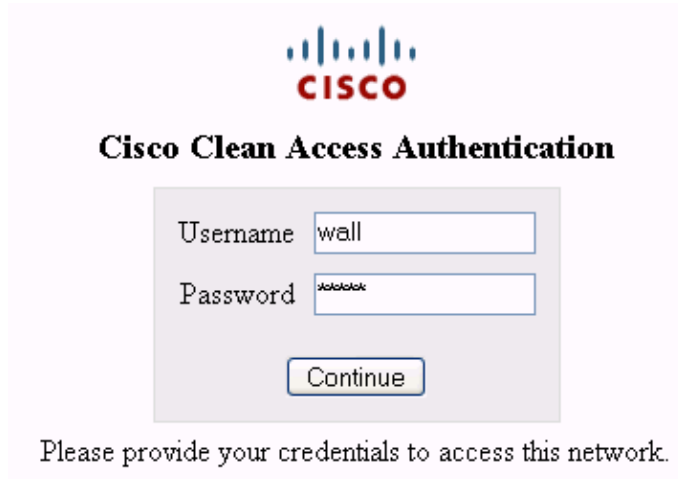 CISCO
Cisco Clean Access Authentication
Username wall
Password ******
Continue
Please provide your credentials to access this network.